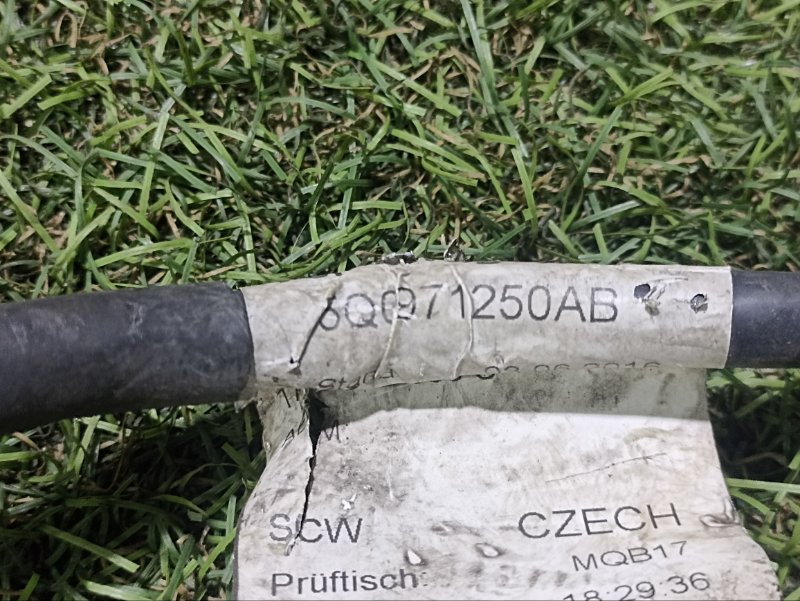 5Q0971250AB
M
SCW CZECH
MQB17
Prüftisch
18:29:36